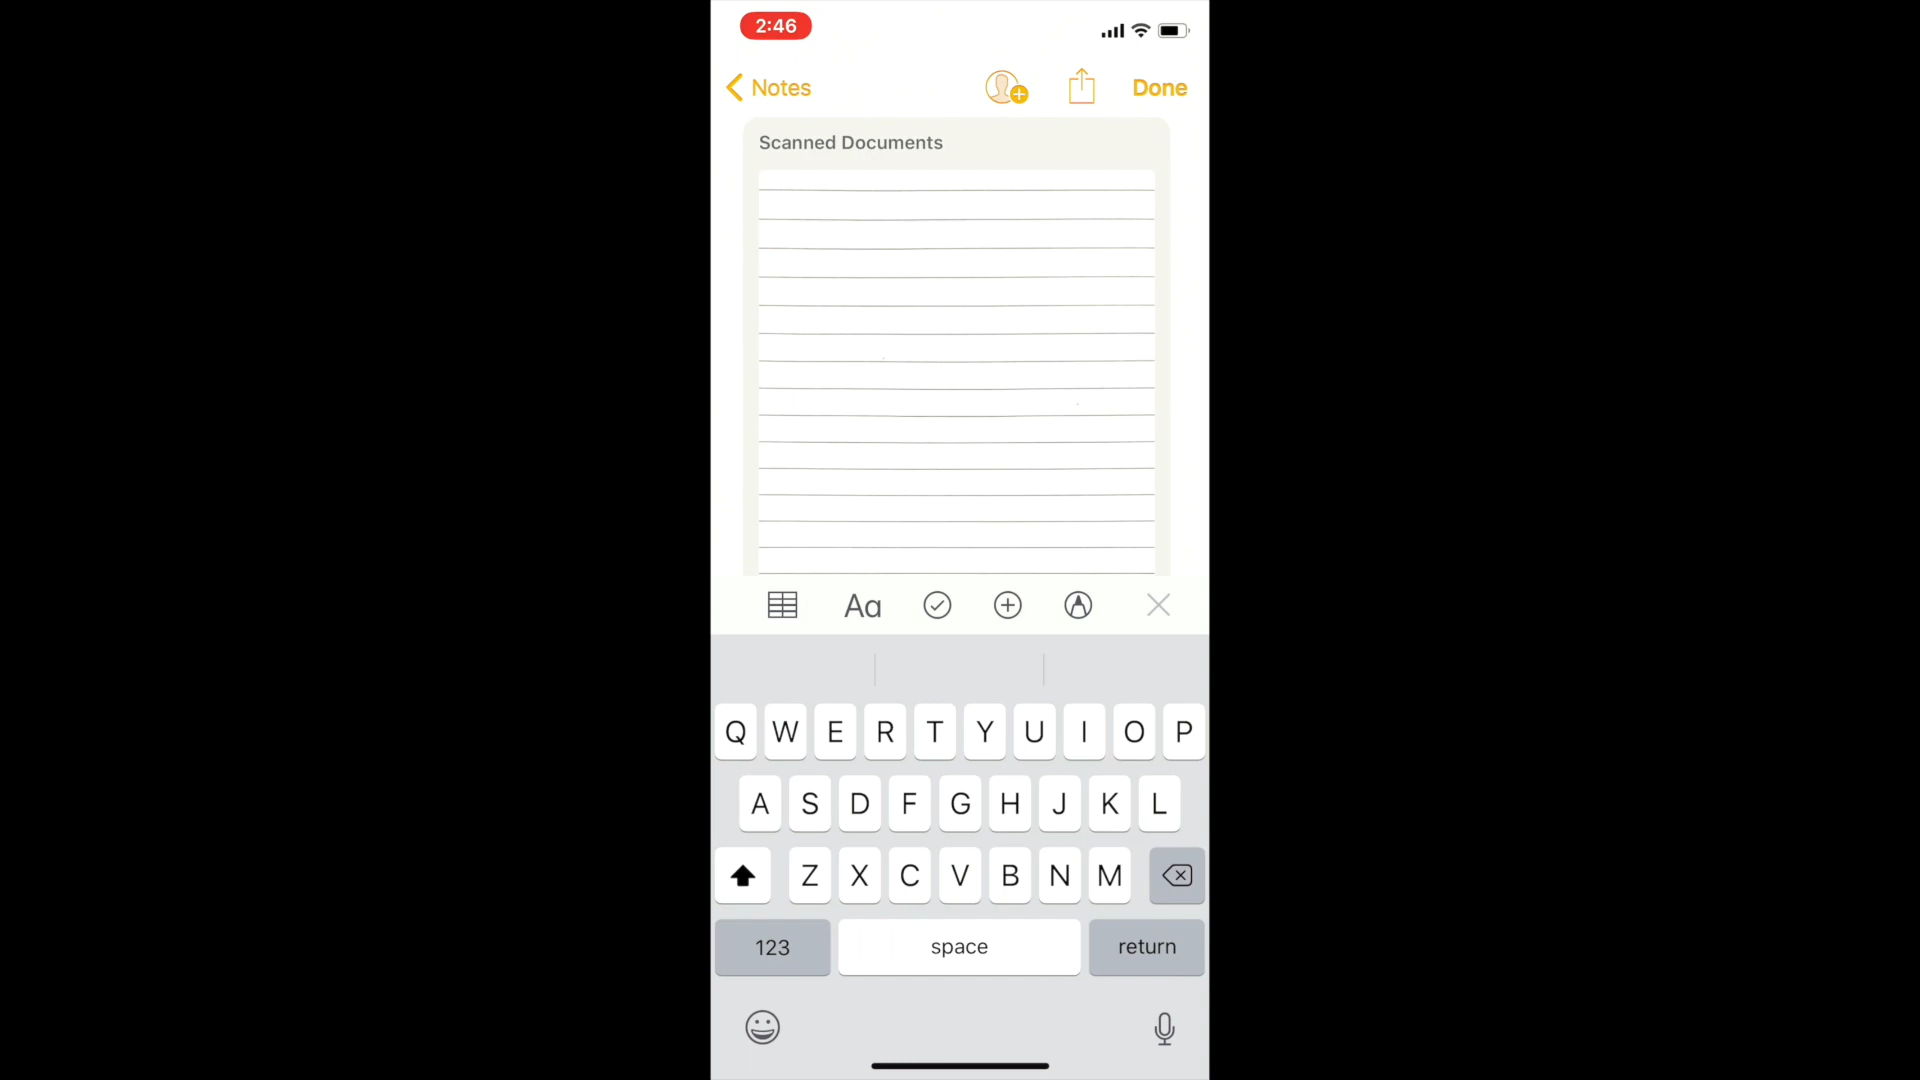 2:46
Notes
Done
Scanned Documents
Aa
Q W E R T Y U I O P
A S D F G H J K L
Z X C V B N M
123 space return